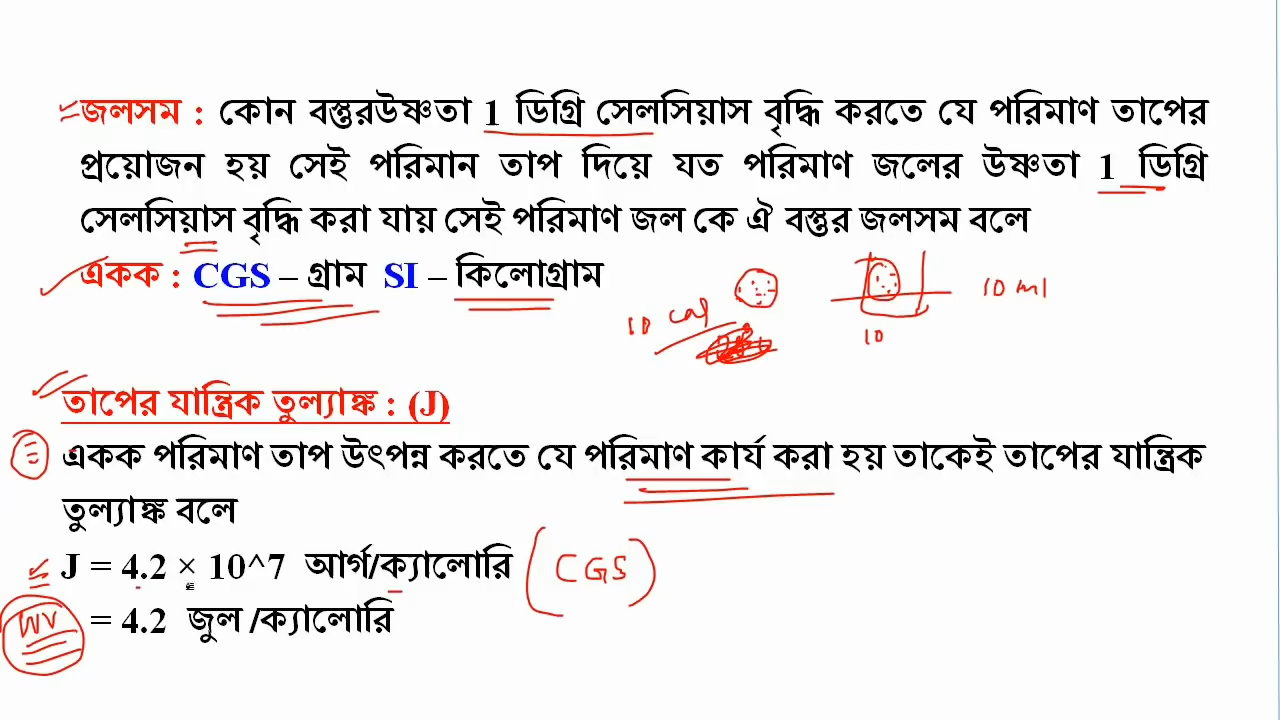 জলসম : কোন বস্তুরউষ্ণতা 1 ডিগ্রি সেলসিয়াস বৃদ্ধি করতে যে পরিমাণ তাপের
প্রয়োজন হয় সেই পরিমান তাপ দিয়ে যত পরিমাণ জলের উষ্ণতা 1 ডিগ্রি
সেলসিয়াস বৃদ্ধি করা যায় সেই পরিমাণ জল কে ঐ বস্তুর জলসম বলে
একক : CGS – গ্রাম SI – কিলোগ্রাম
10 cal
10 ml
10
তাপের যান্ত্রিক তুল্যাঙ্ক : (J)
একক পরিমাণ তাপ উৎপন্ন করতে যে পরিমাণ কার্য করা হয় তাকেই তাপের যান্ত্রিক
তুল্যাঙ্ক বলে
J = 4.2 × 10^7 আর্গ/ক্যালোরি (CGS)
= 4.2 জুল /ক্যালোরি